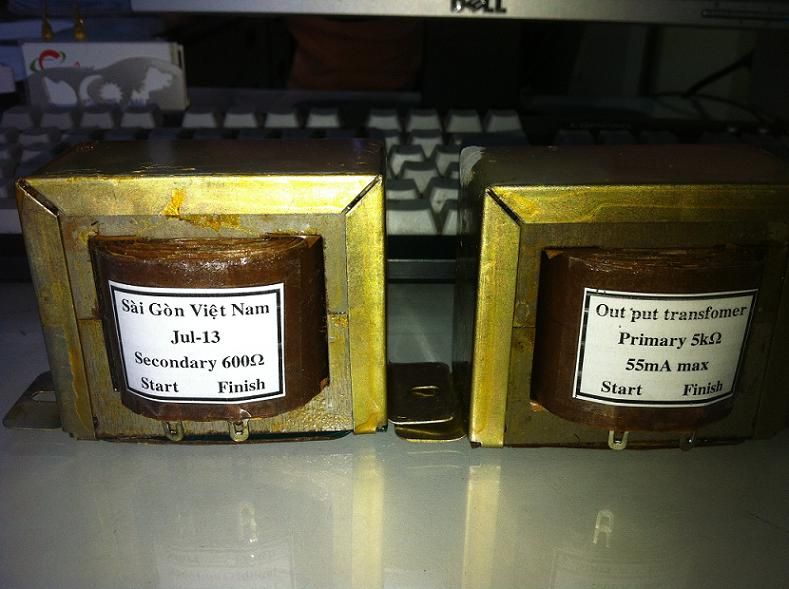 DELL
Sài Gòn Việt Nam
Jul-13
Secondary 600Ω
Start Finish
Out put transfomer
Primary 5kΩ
55mA max
Start Finish